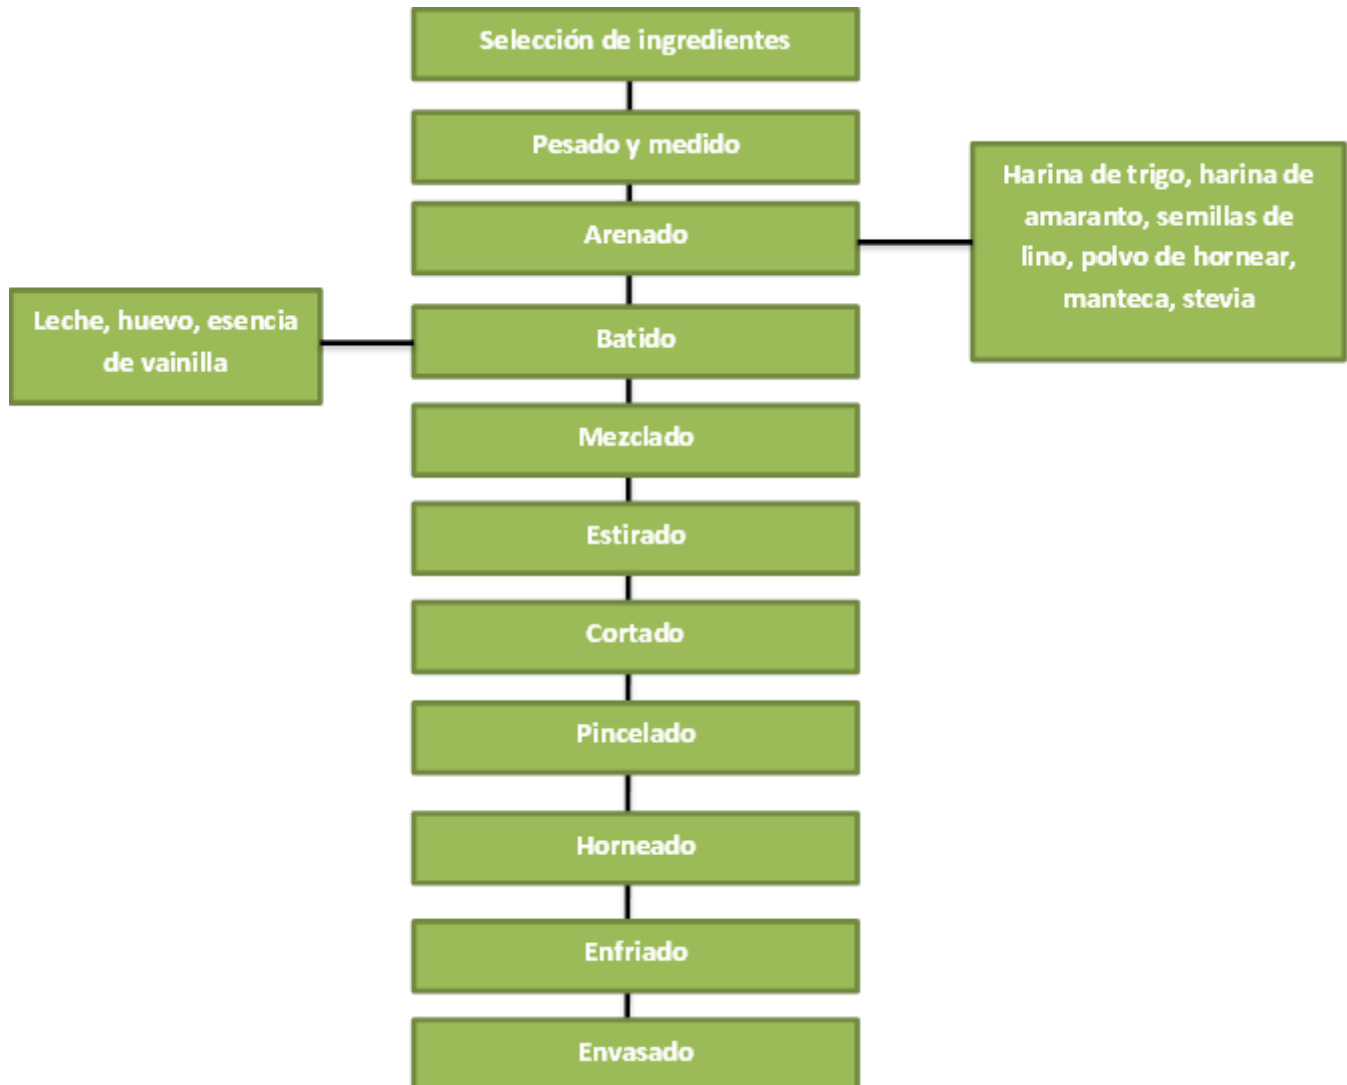 Selección de ingredientes
Pesado y medido
Harina de trigo, harina de
amaranto, semillas de
lino, polvo de hornear,
manteca, stevia
Arenado
Leche, huevo, esencia
de vainilla
Batido
Mezclado
Estirado
Cortado
Pincelado
Horneado
Enfriado
Envasado